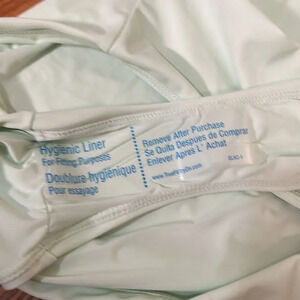 Hygienic Liner
For Fitting Purposes
Doublure hygiénique
Pour essayage
Remove After Purchase
Se Quita Despues de Comprar
Enlever Apres L' Achat